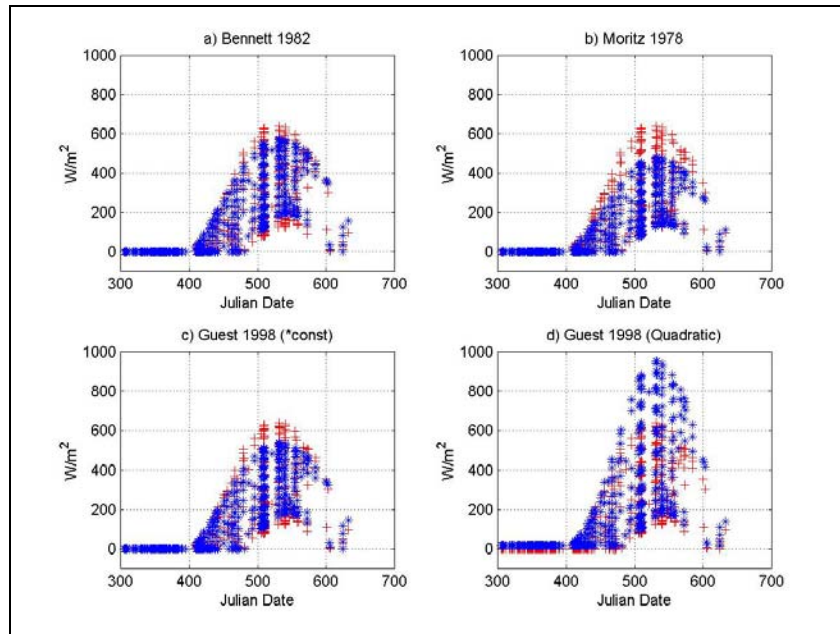 a) Bennett 1982
1000
800
600
400
200
0
W/m²
300 400 500 600 700
Julian Date
b) Moritz 1978
1000
800
600
400
200
0
W/m²
300 400 500 600 700
Julian Date
c) Guest 1998 (*const)
1000
800
600
400
200
0
W/m²
300 400 500 600 700
Julian Date
d) Guest 1998 (Quadratic)
1000
800
600
400
200
0
W/m²
300 400 500 600 700
Julian Date